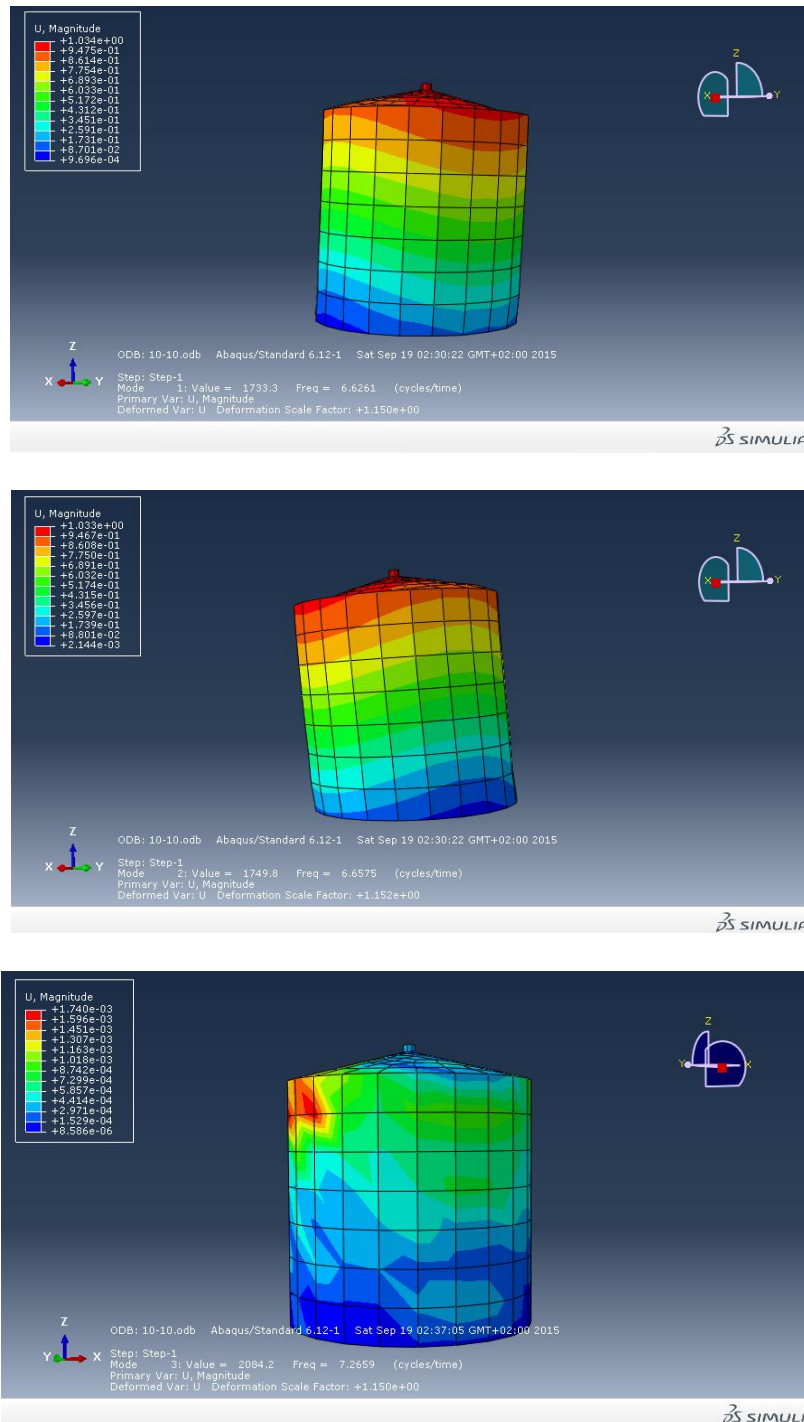 U, Magnitude
+1.034e+00
+9.475e-01
+8.614e-01
+7.754e-01
+6.893e-01
+6.033e-01
+5.172e-01
+4.312e-01
+3.451e-01
+2.591e-01
+1.731e-01
+8.701e-02
+9.696e-04
Z
X
Y
Z
X Y
ODB: 10-10.odb Abaqus/Standard 6.12-1 Sat Sep 19 02:30:22 GMT+02:00 2015
Step: Step-1
Mode 1: Value = 1733.3 Freq = 6.6261 (cycles/time)
Primary Var: U, Magnitude
Deformed Var: U Deformation Scale Factor: +1.150e+00
DS SIMULIA
U, Magnitude
+1.033e+00
+9.467e-01
+8.608e-01
+7.750e-01
+6.891e-01
+6.032e-01
+5.174e-01
+4.315e-01
+3.456e-01
+2.597e-01
+1.739e-01
+8.801e-02
+2.144e-03
Z
X
Y
Z
X Y
ODB: 10-10.odb Abaqus/Standard 6.12-1 Sat Sep 19 02:30:22 GMT+02:00 2015
Step: Step-1
Mode 2: Value = 1749.8 Freq = 6.6575 (cycles/time)
Primary Var: U, Magnitude
Deformed Var: U Deformation Scale Factor: +1.152e+00
DS SIMULIA
U, Magnitude
+1.740e-03
+1.596e-03
+1.451e-03
+1.307e-03
+1.163e-03
+1.018e-03
+8.742e-04
+7.299e-04
+5.857e-04
+4.414e-04
+2.971e-04
+1.529e-04
+8.586e-06
Z
Y
X
Z
Y X
ODB: 10-10.odb Abaqus/Standard 6.12-1 Sat Sep 19 02:37:05 GMT+02:00 2015
Step: Step-1
Mode 3: Value = 2084.2 Freq = 7.2659 (cycles/time)
Primary Var: U, Magnitude
Deformed Var: U Deformation Scale Factor: +1.150e+00
DS SIMULI